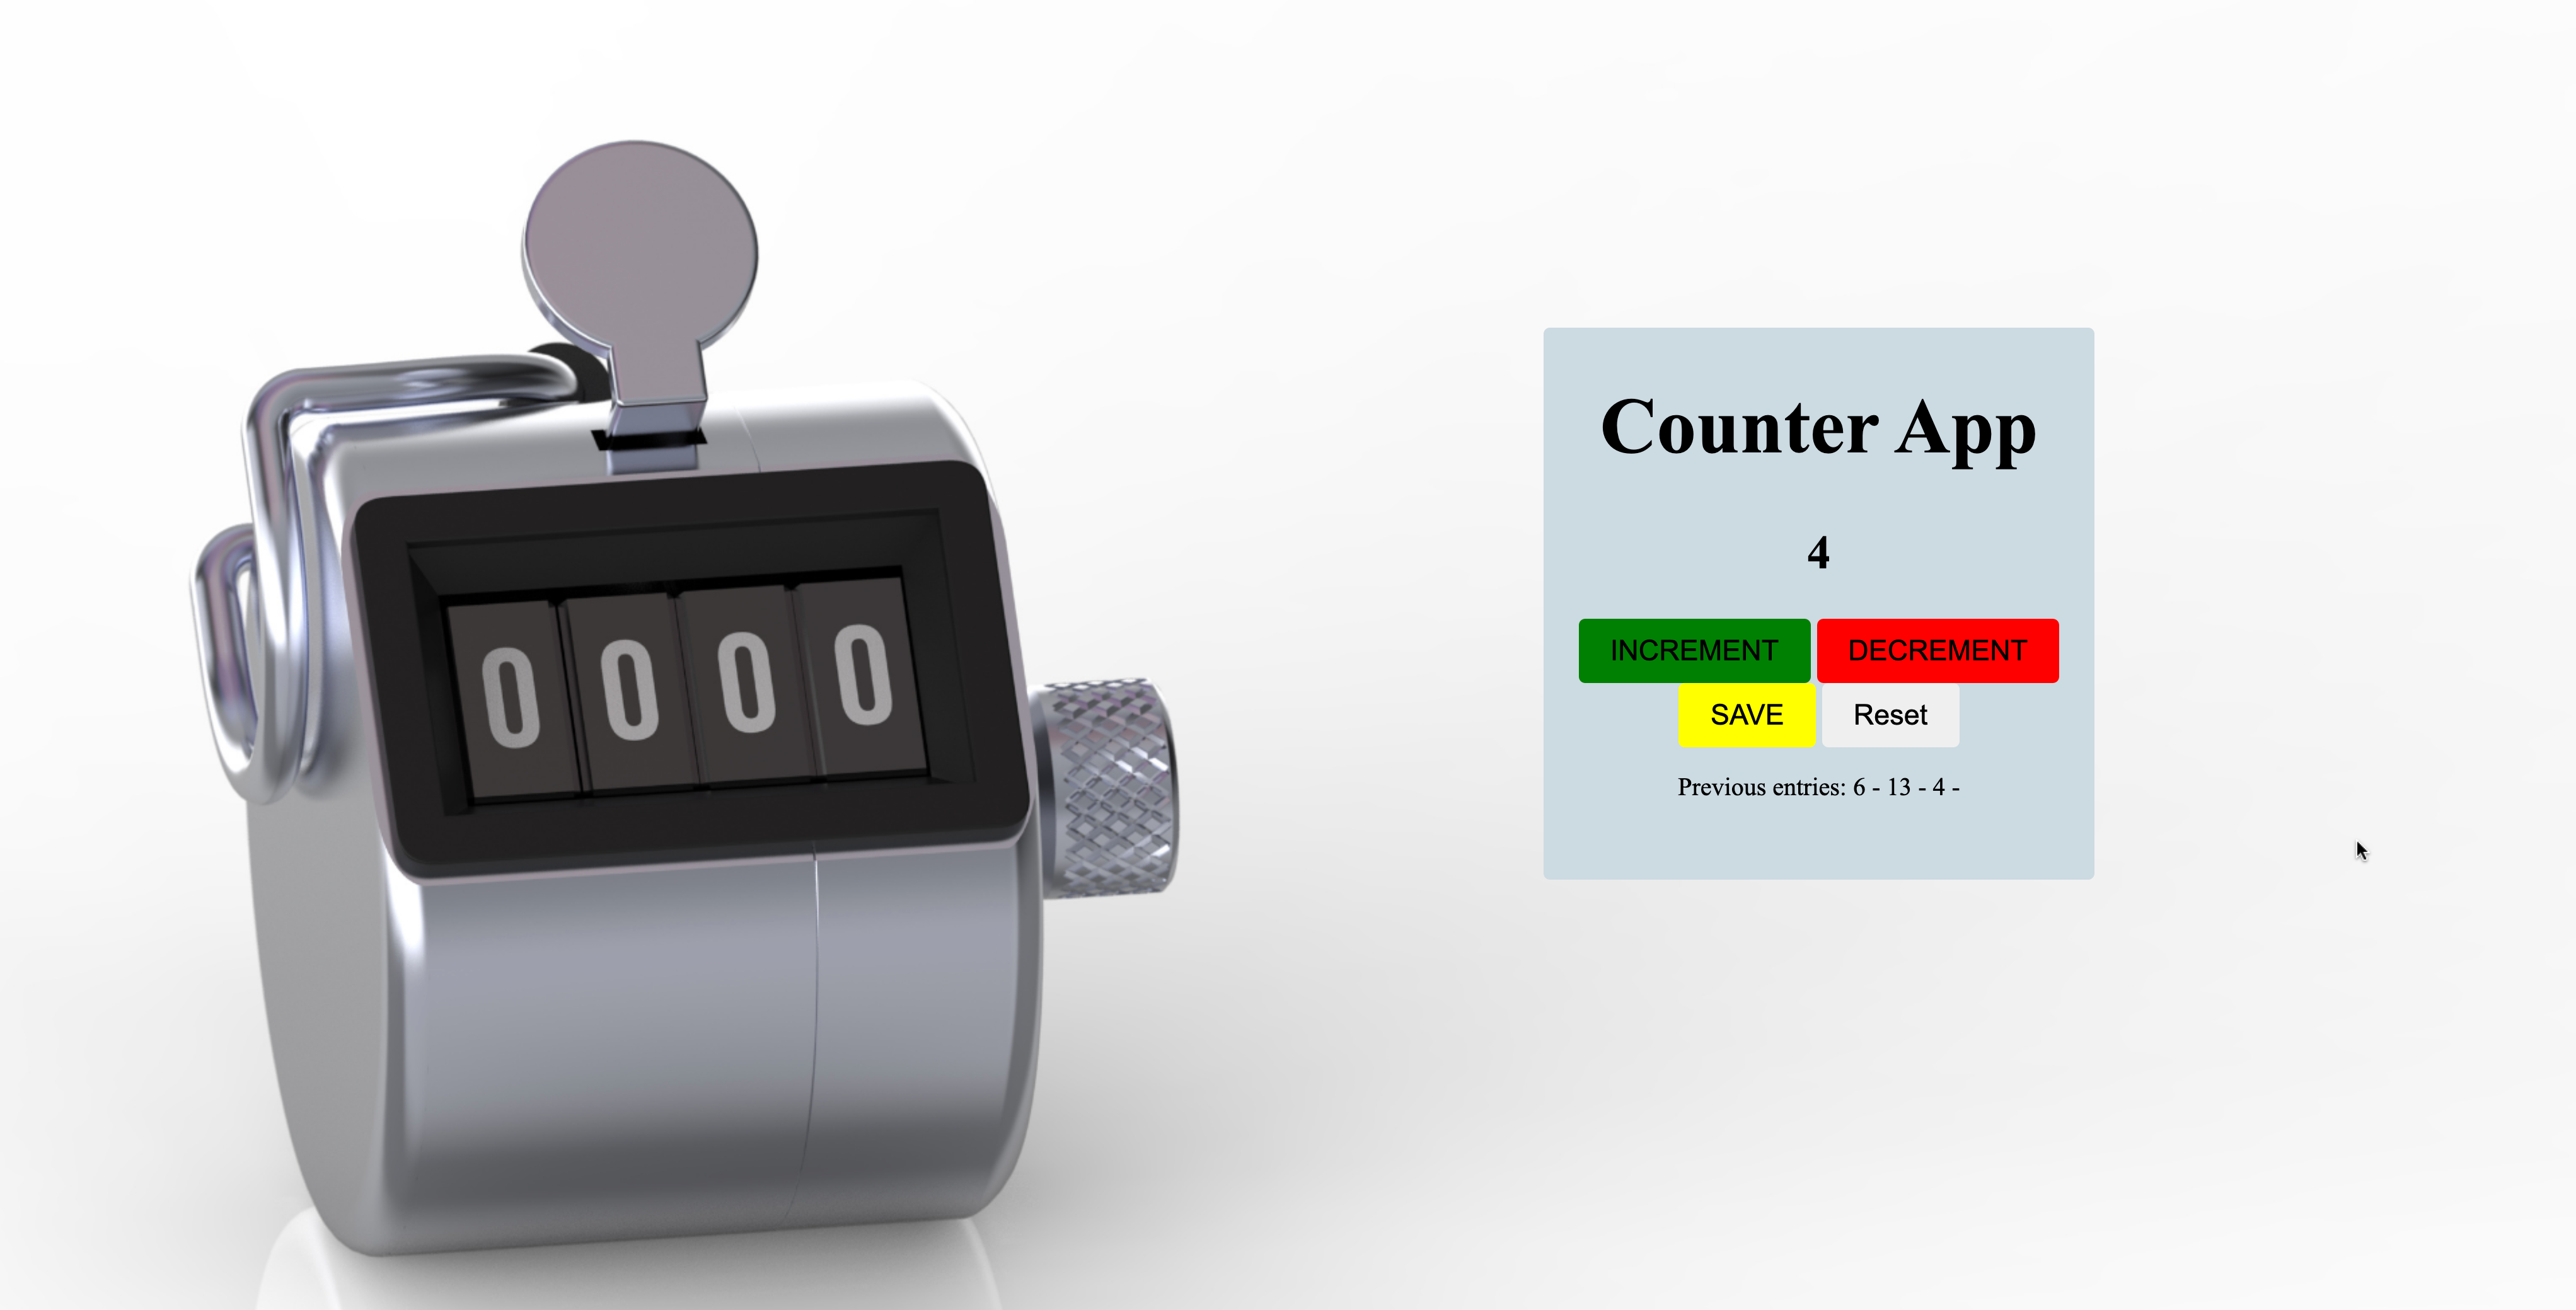 0000
Counter App
4
INCREMENT DECREMENT
SAVE Reset
Previous entries: 6 - 13 - 4 -